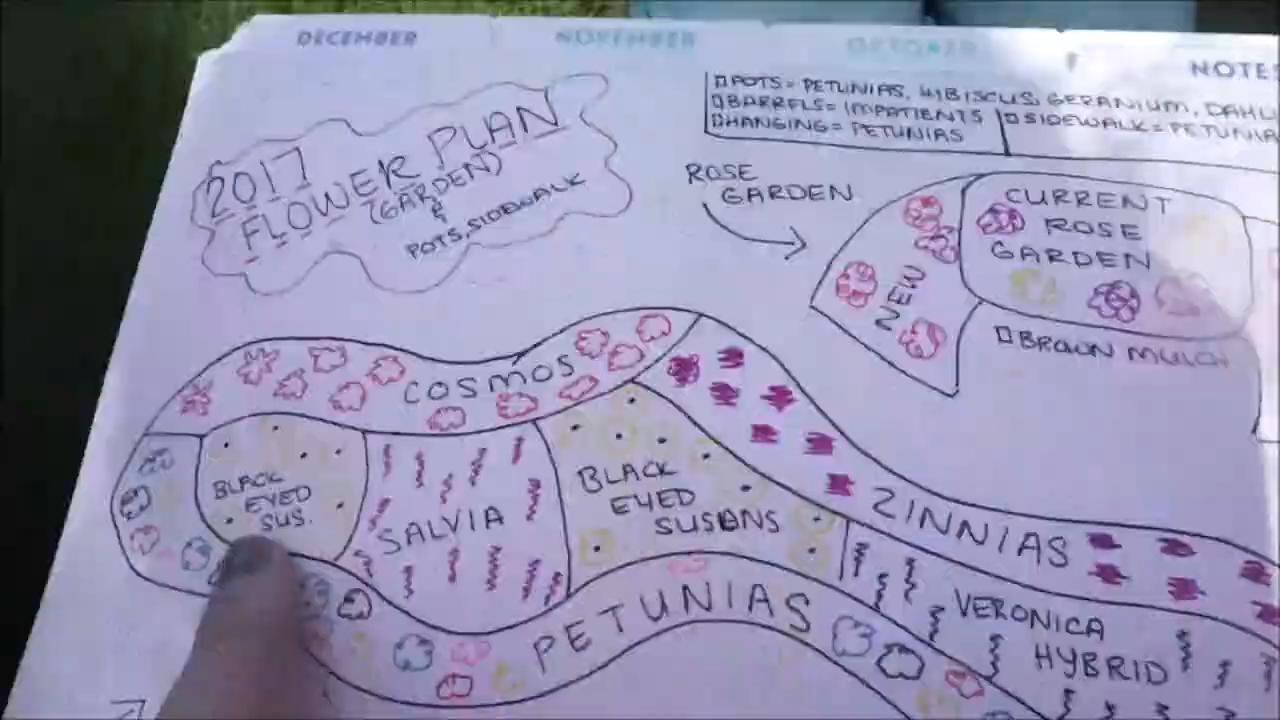 DECEMBER
NOVEMBER
OCTOBER
NOTES
2017
FLOWER PLAN
(GARDEN)
&
POTS, SIDEWALK
POTS = PETUNIAS, HIBISCUS, GERANIUM, DAHL
BARRELS = IMPATIENTS
HANGING = PETUNIAS
SIDEWALK = PETUNIA
ROSE
GARDEN
NEW
CURRENT
ROSE
GARDEN
BROWN MULCH
COSMOS
BLACK
EYED
SUS.
SALVIA
BLACK
EYED
SUSANS
ZINNIAS
PETUNIAS
VERONICA
HYBRID